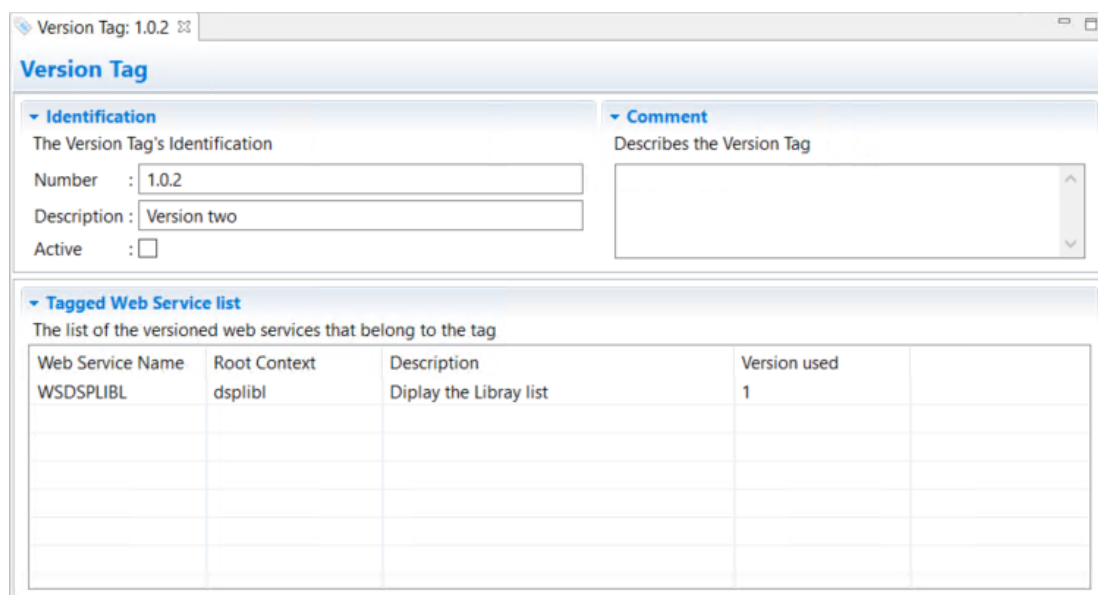 Version Tag: 1.0.2
Version Tag
Identification
The Version Tag's Identification
Number : 1.0.2
Description : Version two
Active :
Comment
Describes the Version Tag
Tagged Web Service list
The list of the versioned web services that belong to the tag
Web Service Name Root Context Description Version used
WSDSPLIBL dsplibl Diplay the Libray list 1